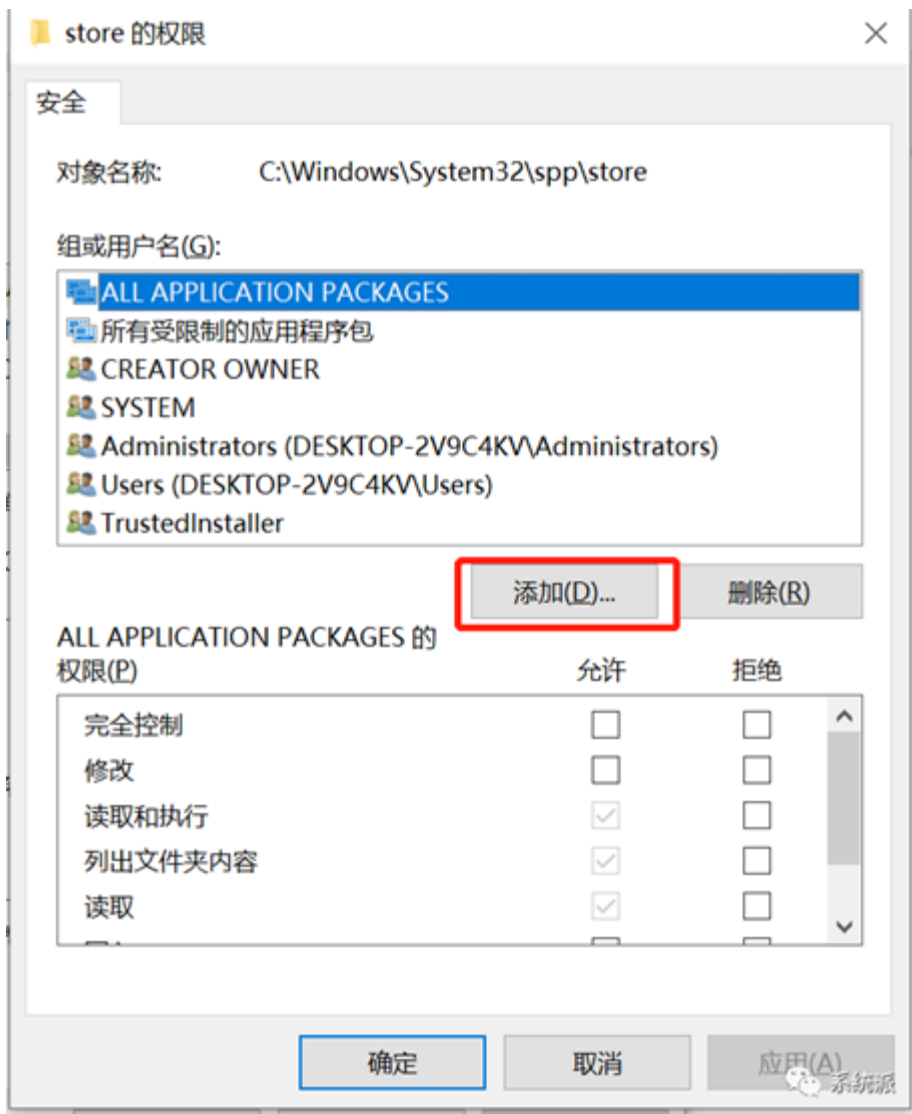 store 的权限
安全
对象名称: C:\Windows\System32\spp\store
组或用户名(G):
ALL APPLICATION PACKAGES
所有受限制的应用程序包
CREATOR OWNER
SYSTEM
Administrators (DESKTOP-2V9C4KV\Administrators)
Users (DESKTOP-2V9C4KV\Users)
TrustedInstaller
添加(D)... 删除(R)
ALL APPLICATION PACKAGES 的
权限(P) 允许 拒绝
完全控制
修改
读取和执行
列出文件夹内容
读取
确定 取消 应用(A)
系统派